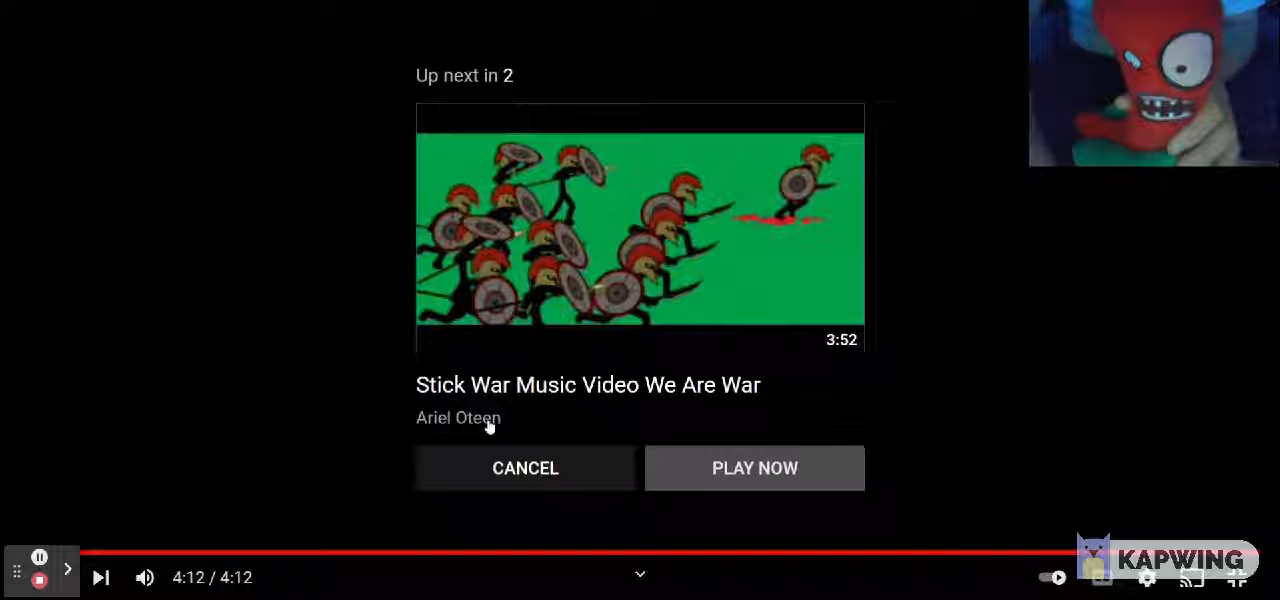 Up next in 2
3:52
Stick War Music Video We Are War
Ariel Oteen
CANCEL
PLAY NOW
4:12 / 4:12
KAPWING